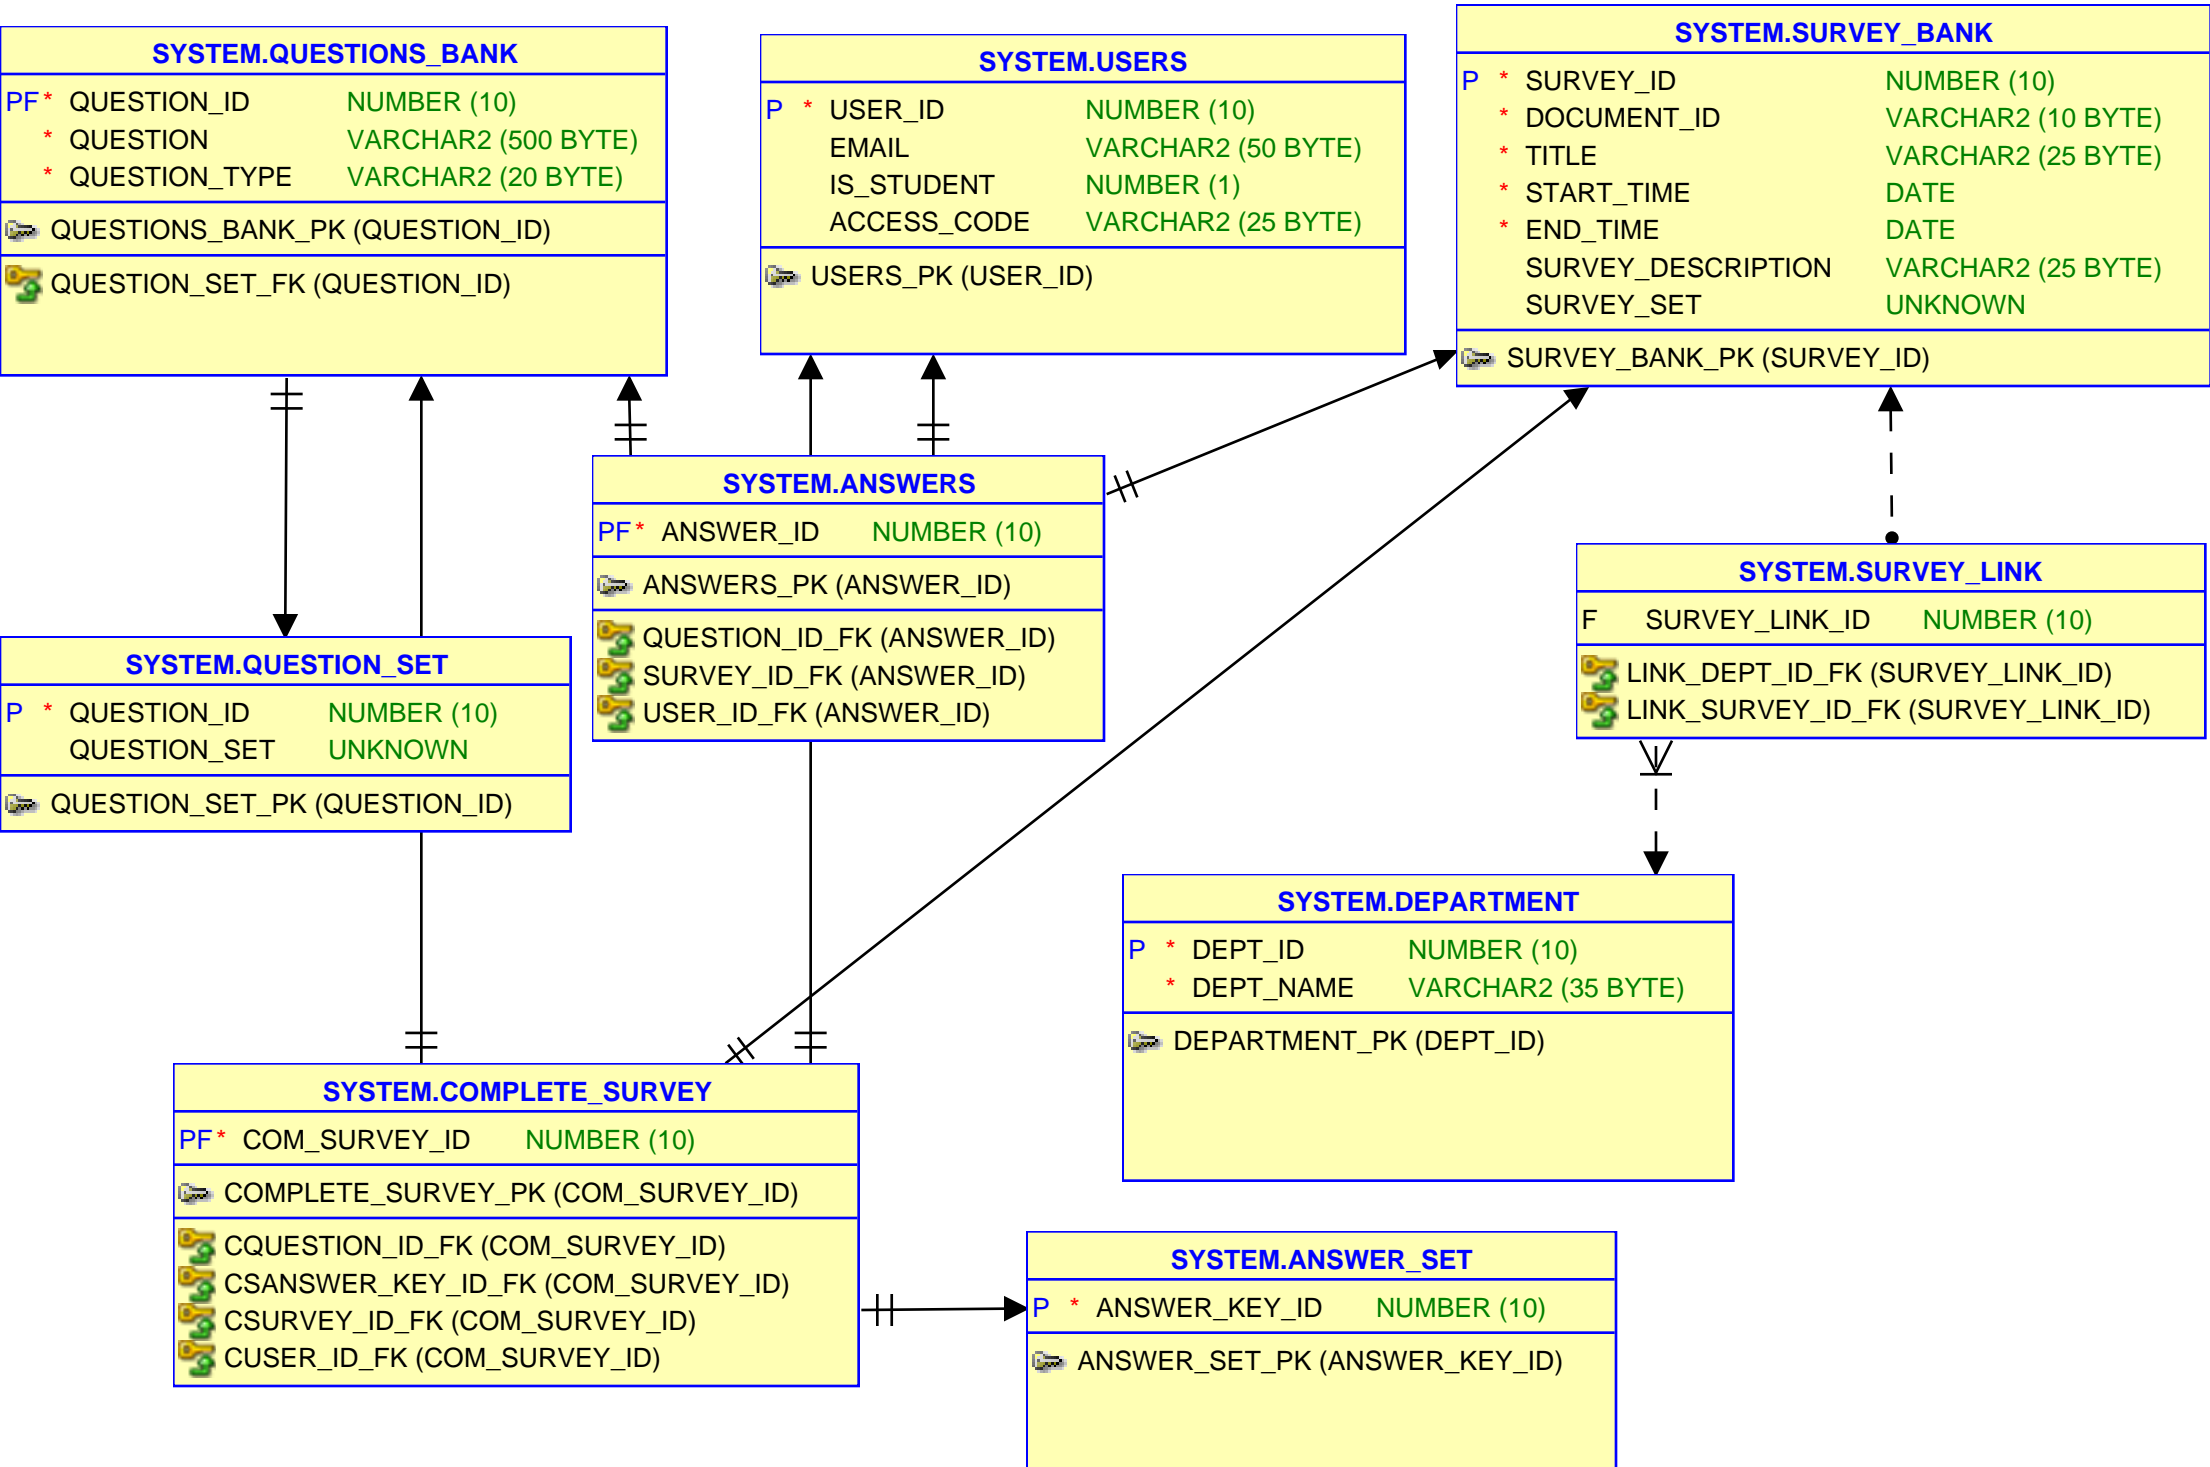 SYSTEM.QUESTIONS_BANK
PF* QUESTION_ID NUMBER (10)
* QUESTION VARCHAR2 (500 BYTE)
* QUESTION_TYPE VARCHAR2 (20 BYTE)
QUESTIONS_BANK_PK (QUESTION_ID)
QUESTION_SET_FK (QUESTION_ID)
SYSTEM.USERS
P * USER_ID NUMBER (10)
EMAIL VARCHAR2 (50 BYTE)
IS_STUDENT NUMBER (1)
ACCESS_CODE VARCHAR2 (25 BYTE)
USERS_PK (USER_ID)
SYSTEM.SURVEY_BANK
P * SURVEY_ID NUMBER (10)
* DOCUMENT_ID VARCHAR2 (10 BYTE)
* TITLE VARCHAR2 (25 BYTE)
* START_TIME DATE
* END_TIME DATE
SURVEY_DESCRIPTION VARCHAR2 (25 BYTE)
SURVEY_SET UNKNOWN
SURVEY_BANK_PK (SURVEY_ID)
SYSTEM.ANSWERS
PF* ANSWER_ID NUMBER (10)
ANSWERS_PK (ANSWER_ID)
QUESTION_ID_FK (ANSWER_ID)
SURVEY_ID_FK (ANSWER_ID)
USER_ID_FK (ANSWER_ID)
SYSTEM.SURVEY_LINK
F SURVEY_LINK_ID NUMBER (10)
LINK_DEPT_ID_FK (SURVEY_LINK_ID)
LINK_SURVEY_ID_FK (SURVEY_LINK_ID)
SYSTEM.QUESTION_SET
P * QUESTION_ID NUMBER (10)
QUESTION_SET UNKNOWN
QUESTION_SET_PK (QUESTION_ID)
SYSTEM.DEPARTMENT
P * DEPT_ID NUMBER (10)
* DEPT_NAME VARCHAR2 (35 BYTE)
DEPARTMENT_PK (DEPT_ID)
SYSTEM.COMPLETE_SURVEY
PF* COM_SURVEY_ID NUMBER (10)
COMPLETE_SURVEY_PK (COM_SURVEY_ID)
CQUESTION_ID_FK (COM_SURVEY_ID)
CSANSWER_KEY_ID_FK (COM_SURVEY_ID)
CSURVEY_ID_FK (COM_SURVEY_ID)
CUSER_ID_FK (COM_SURVEY_ID)
SYSTEM.ANSWER_SET
P * ANSWER_KEY_ID NUMBER (10)
ANSWER_SET_PK (ANSWER_KEY_ID)